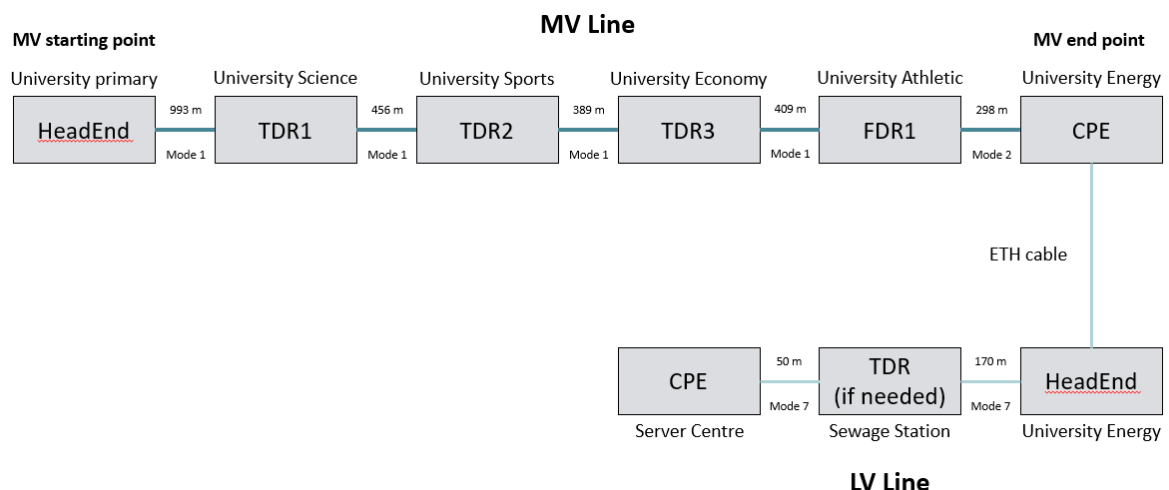 MV Line
MV starting point
MV end point
University primary
University Science
University Sports
University Economy
University Athletic
University Energy
HeadEnd
993 m
Mode 1
TDR1
456 m
Mode 1
TDR2
389 m
Mode 1
TDR3
409 m
Mode 1
FDR1
298 m
Mode 2
CPE
ETH cable
CPE
50 m
Mode 7
TDR
(if needed)
170 m
Mode 7
HeadEnd
Server Centre
Sewage Station
University Energy
LV Line